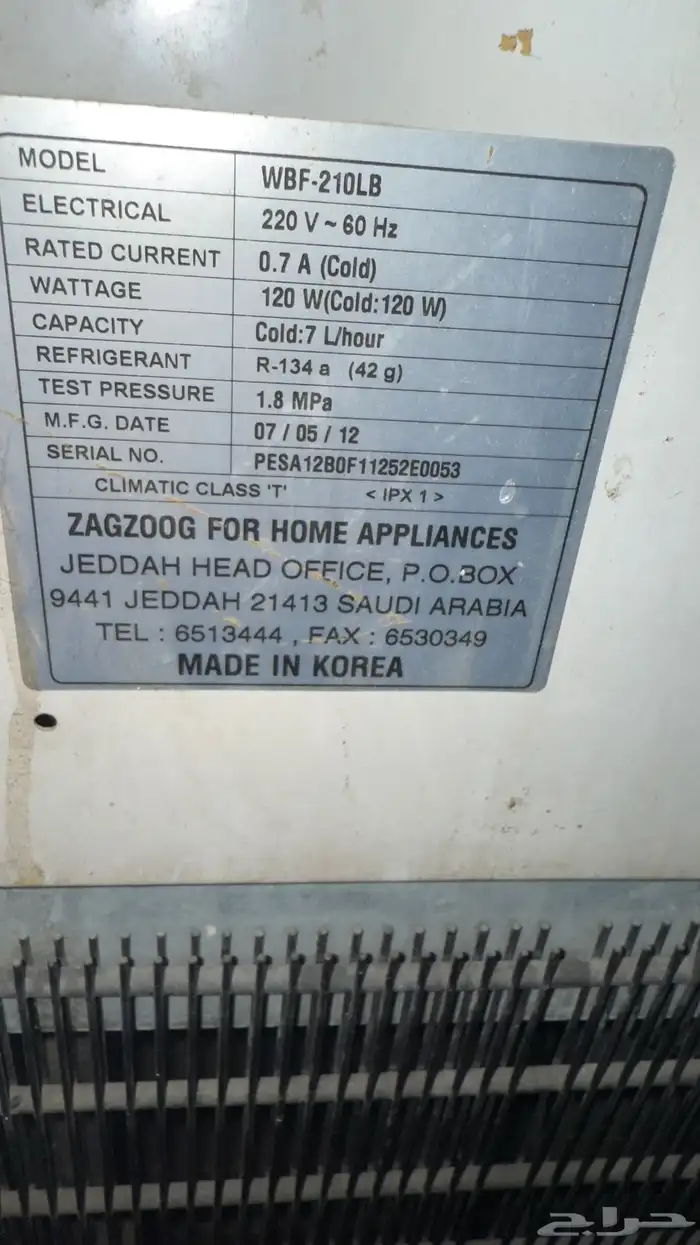 MODEL WBF-210LB
ELECTRICAL 220 V ~ 60 Hz
RATED CURRENT 0.7 A (Cold)
WATTAGE 120 W(Cold:120 W)
CAPACITY Cold:7 L/hour
REFRIGERANT R-134 a (42 g)
TEST PRESSURE 1.8 MPa
M.F.G. DATE 07 / 05 / 12
SERIAL NO. PESA12B0F11252E0053
CLIMATIC CLASS 'T' < IPX 1 >
ZAGZOOG FOR HOME APPLIANCES
JEDDAH HEAD OFFICE, P.O.BOX
9441 JEDDAH 21413 SAUDI ARABIA
TEL : 6513444 , FAX : 6530349
MADE IN KOREA
حراج